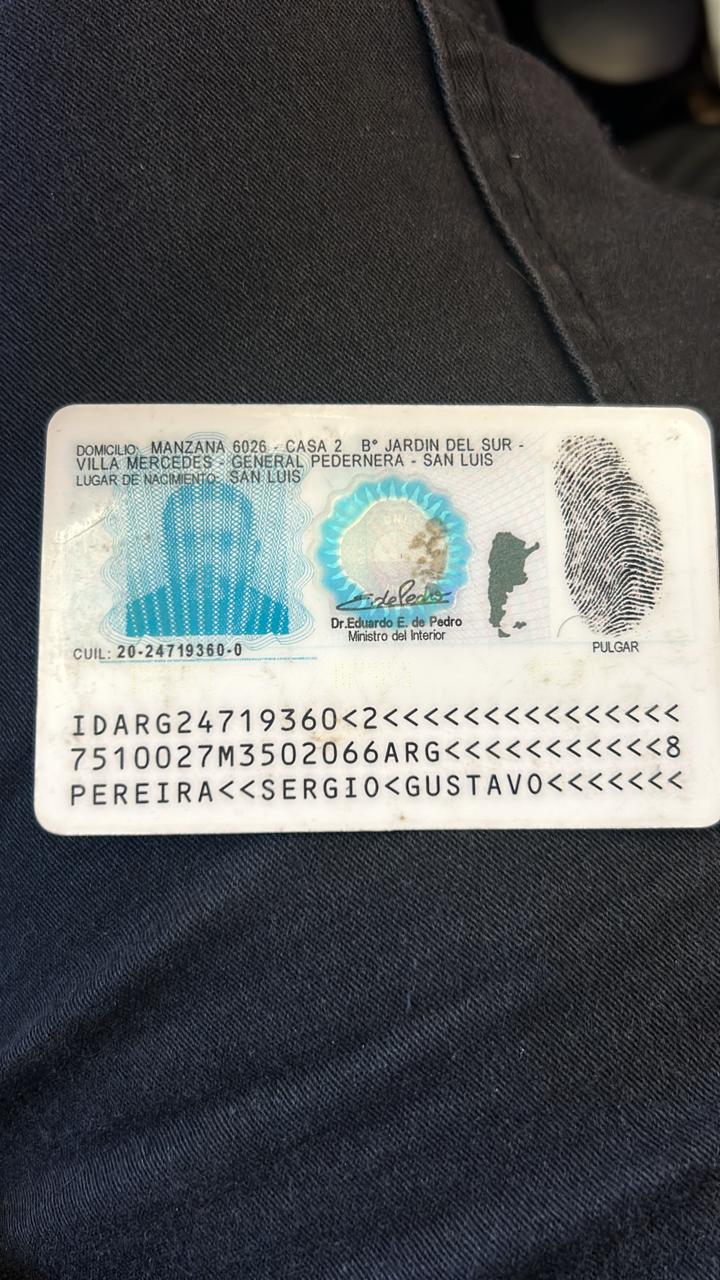 DOMICILIO: MANZANA 6026 - CASA 2 B° JARDIN DEL SUR -
VILLA MERCEDES - GENERAL PEDERNERA - SAN LUIS
LUGAR DE NACIMIENTO: SAN LUIS
Dr.Eduardo E. de Pedro
Ministro del Interior
PULGAR
CUIL: 20-24719360-0
IDARG24719360<2<<<<<<<<<<<<<<<
7510027M3502066ARG<<<<<<<<<<<8
PEREIRA<<SERGIO<GUSTAVO<<<<<<<